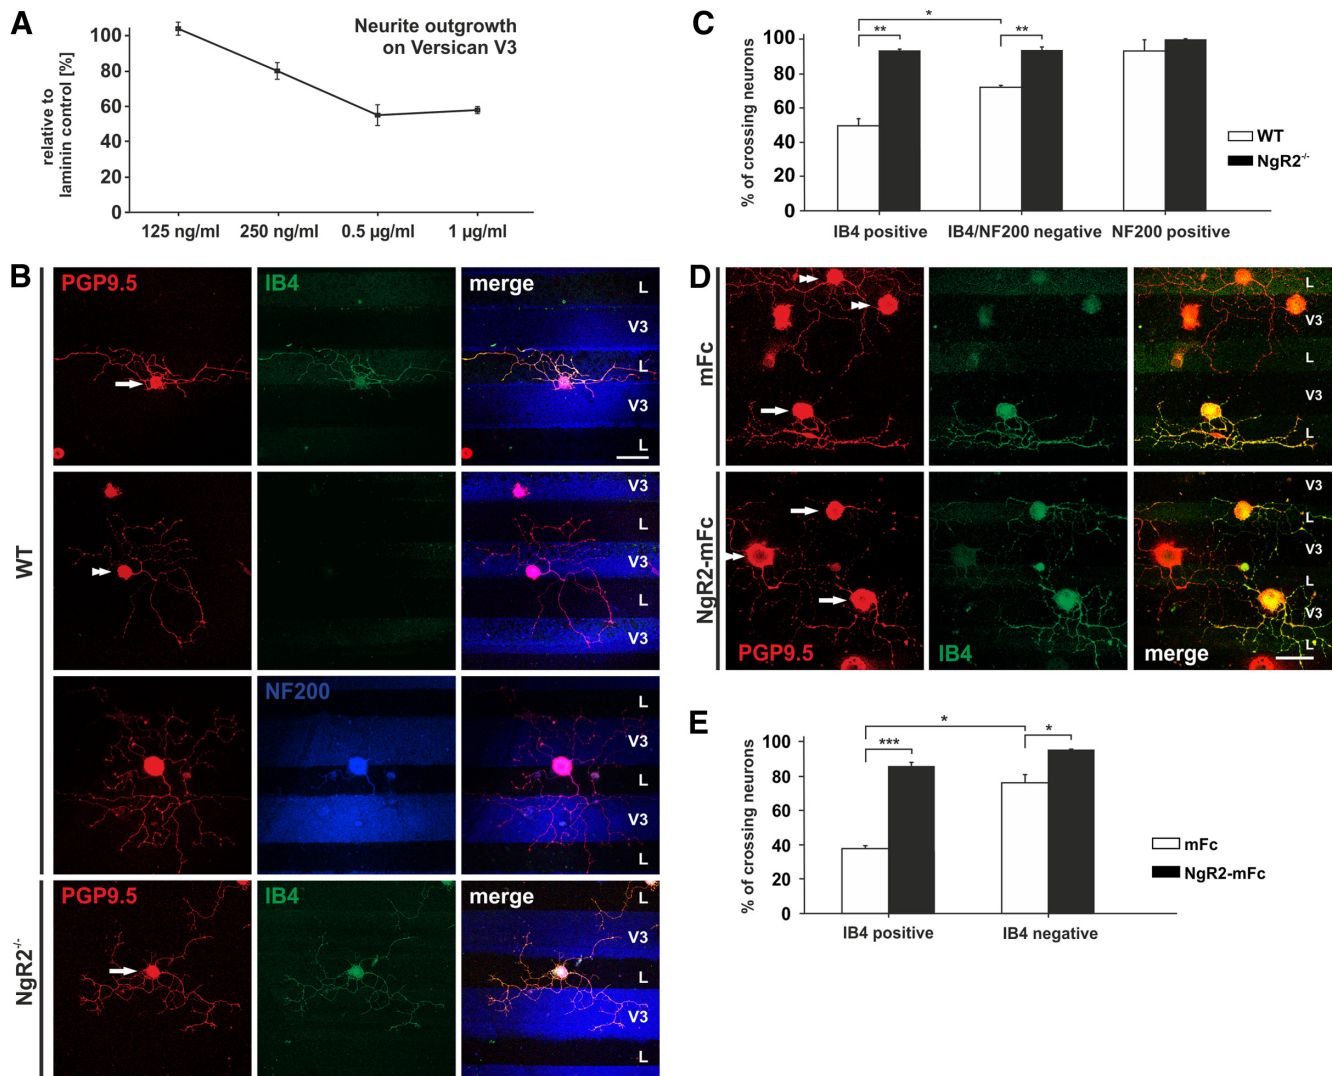 A
Neurite outgrowth
on Versican V3
relative to
laminin control [%]
100
80
60
40
20
0
125 ng/ml 250 ng/ml 0.5 µg/ml 1 µg/ml
B
PGP9.5 IB4 merge
L
V3
L
V3
L
WT
V3
L
V3
L
V3
NF200
L
V3
L
V3
L
NgR2-/-
PGP9.5 IB4 merge
L
V3
L
V3
L
C
% of crossing neurons
100
80
60
40
20
0
*
** **
WT
NgR2-/-
IB4 positive IB4/NF200 negative NF200 positive
D
mFc
L
V3
L
V3
L
NgR2-mFc
V3
L
V3
L
V3
L
PGP9.5 IB4 merge
E
% of crossing neurons
100
80
60
40
20
0
*
*** *
mFc
NgR2-mFc
IB4 positive IB4 negative